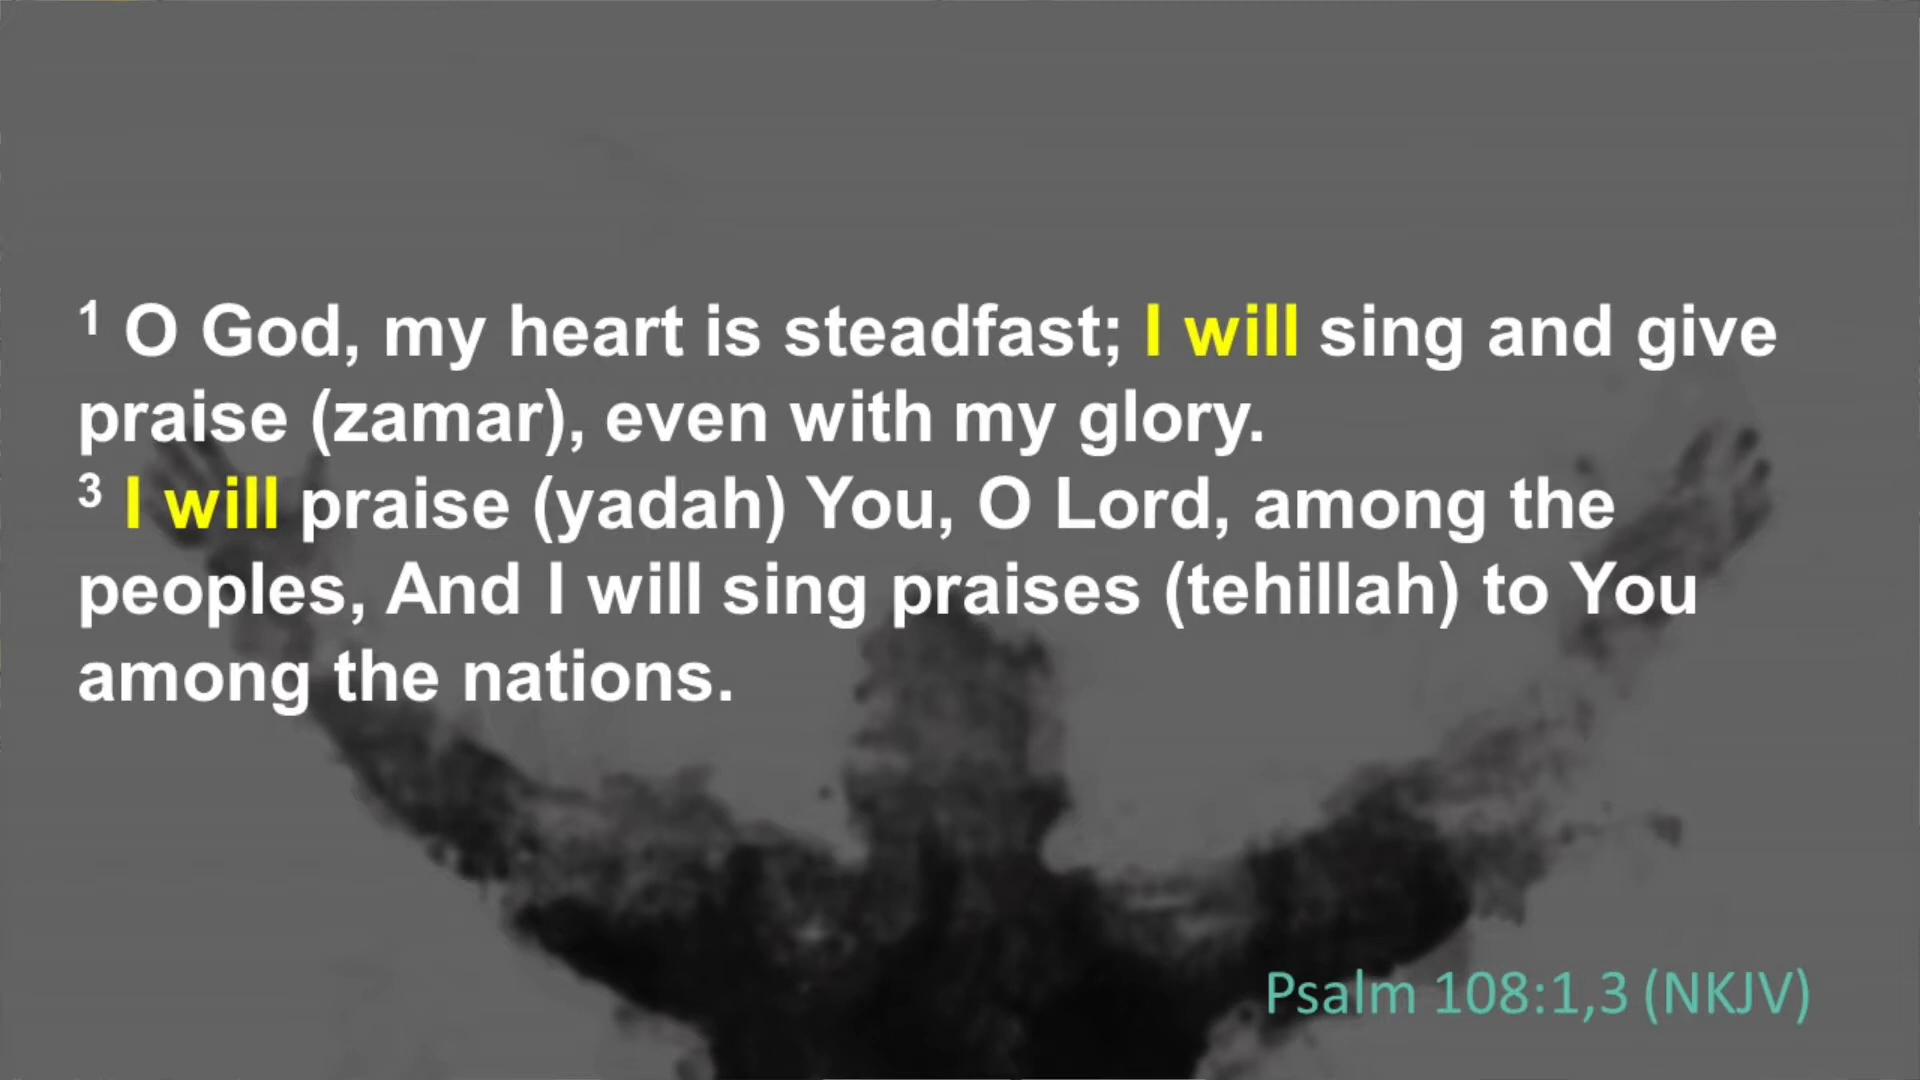 1 O God, my heart is steadfast; I will sing and give
praise (zamar), even with my glory.
3 I will praise (yadah) You, O Lord, among the
peoples, And I will sing praises (tehillah) to You
among the nations.
Psalm 108:1,3 (NKJV)